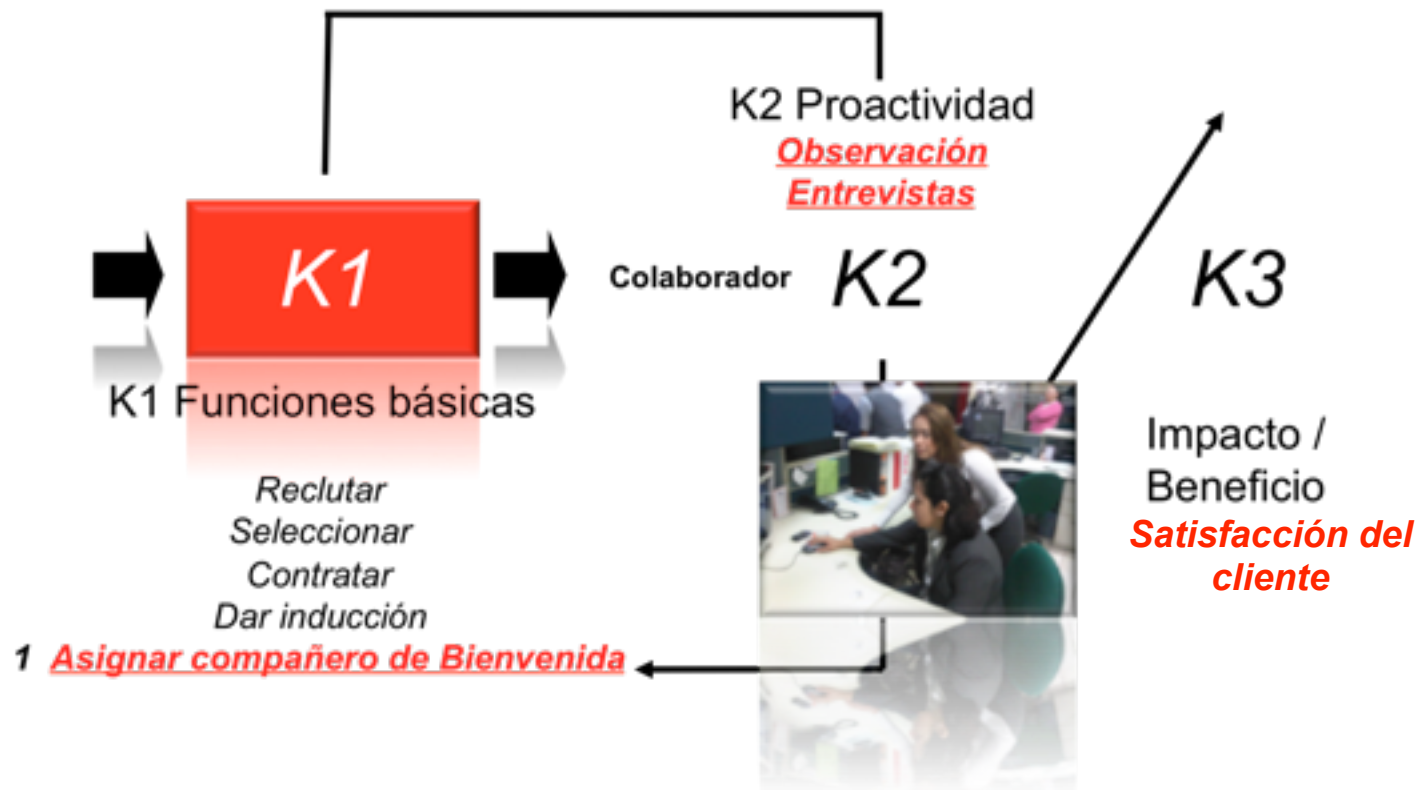 K2 Proactividad
Observación
Entrevistas
K1
Colaborador
K2
K3
K1 Funciones básicas
Reclutar
Seleccionar
Contratar
Dar inducción
1 Asignar compañero de Bienvenida
Impacto /
Beneficio
Satisfacción del
cliente